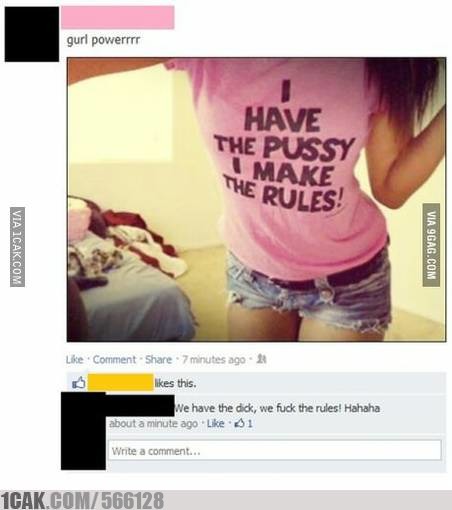 gurl powerrrr
I
HAVE
THE PUSSY
I MAKE
THE RULES!
VIA 1CAK.COM
VIA 9GAG.COM
Like · Comment · Share · 7 minutes ago ·
likes this.
We have the dick, we fuck the rules! Hahaha
about a minute ago · Like · 1
Write a comment...
1CAK.COM/566128